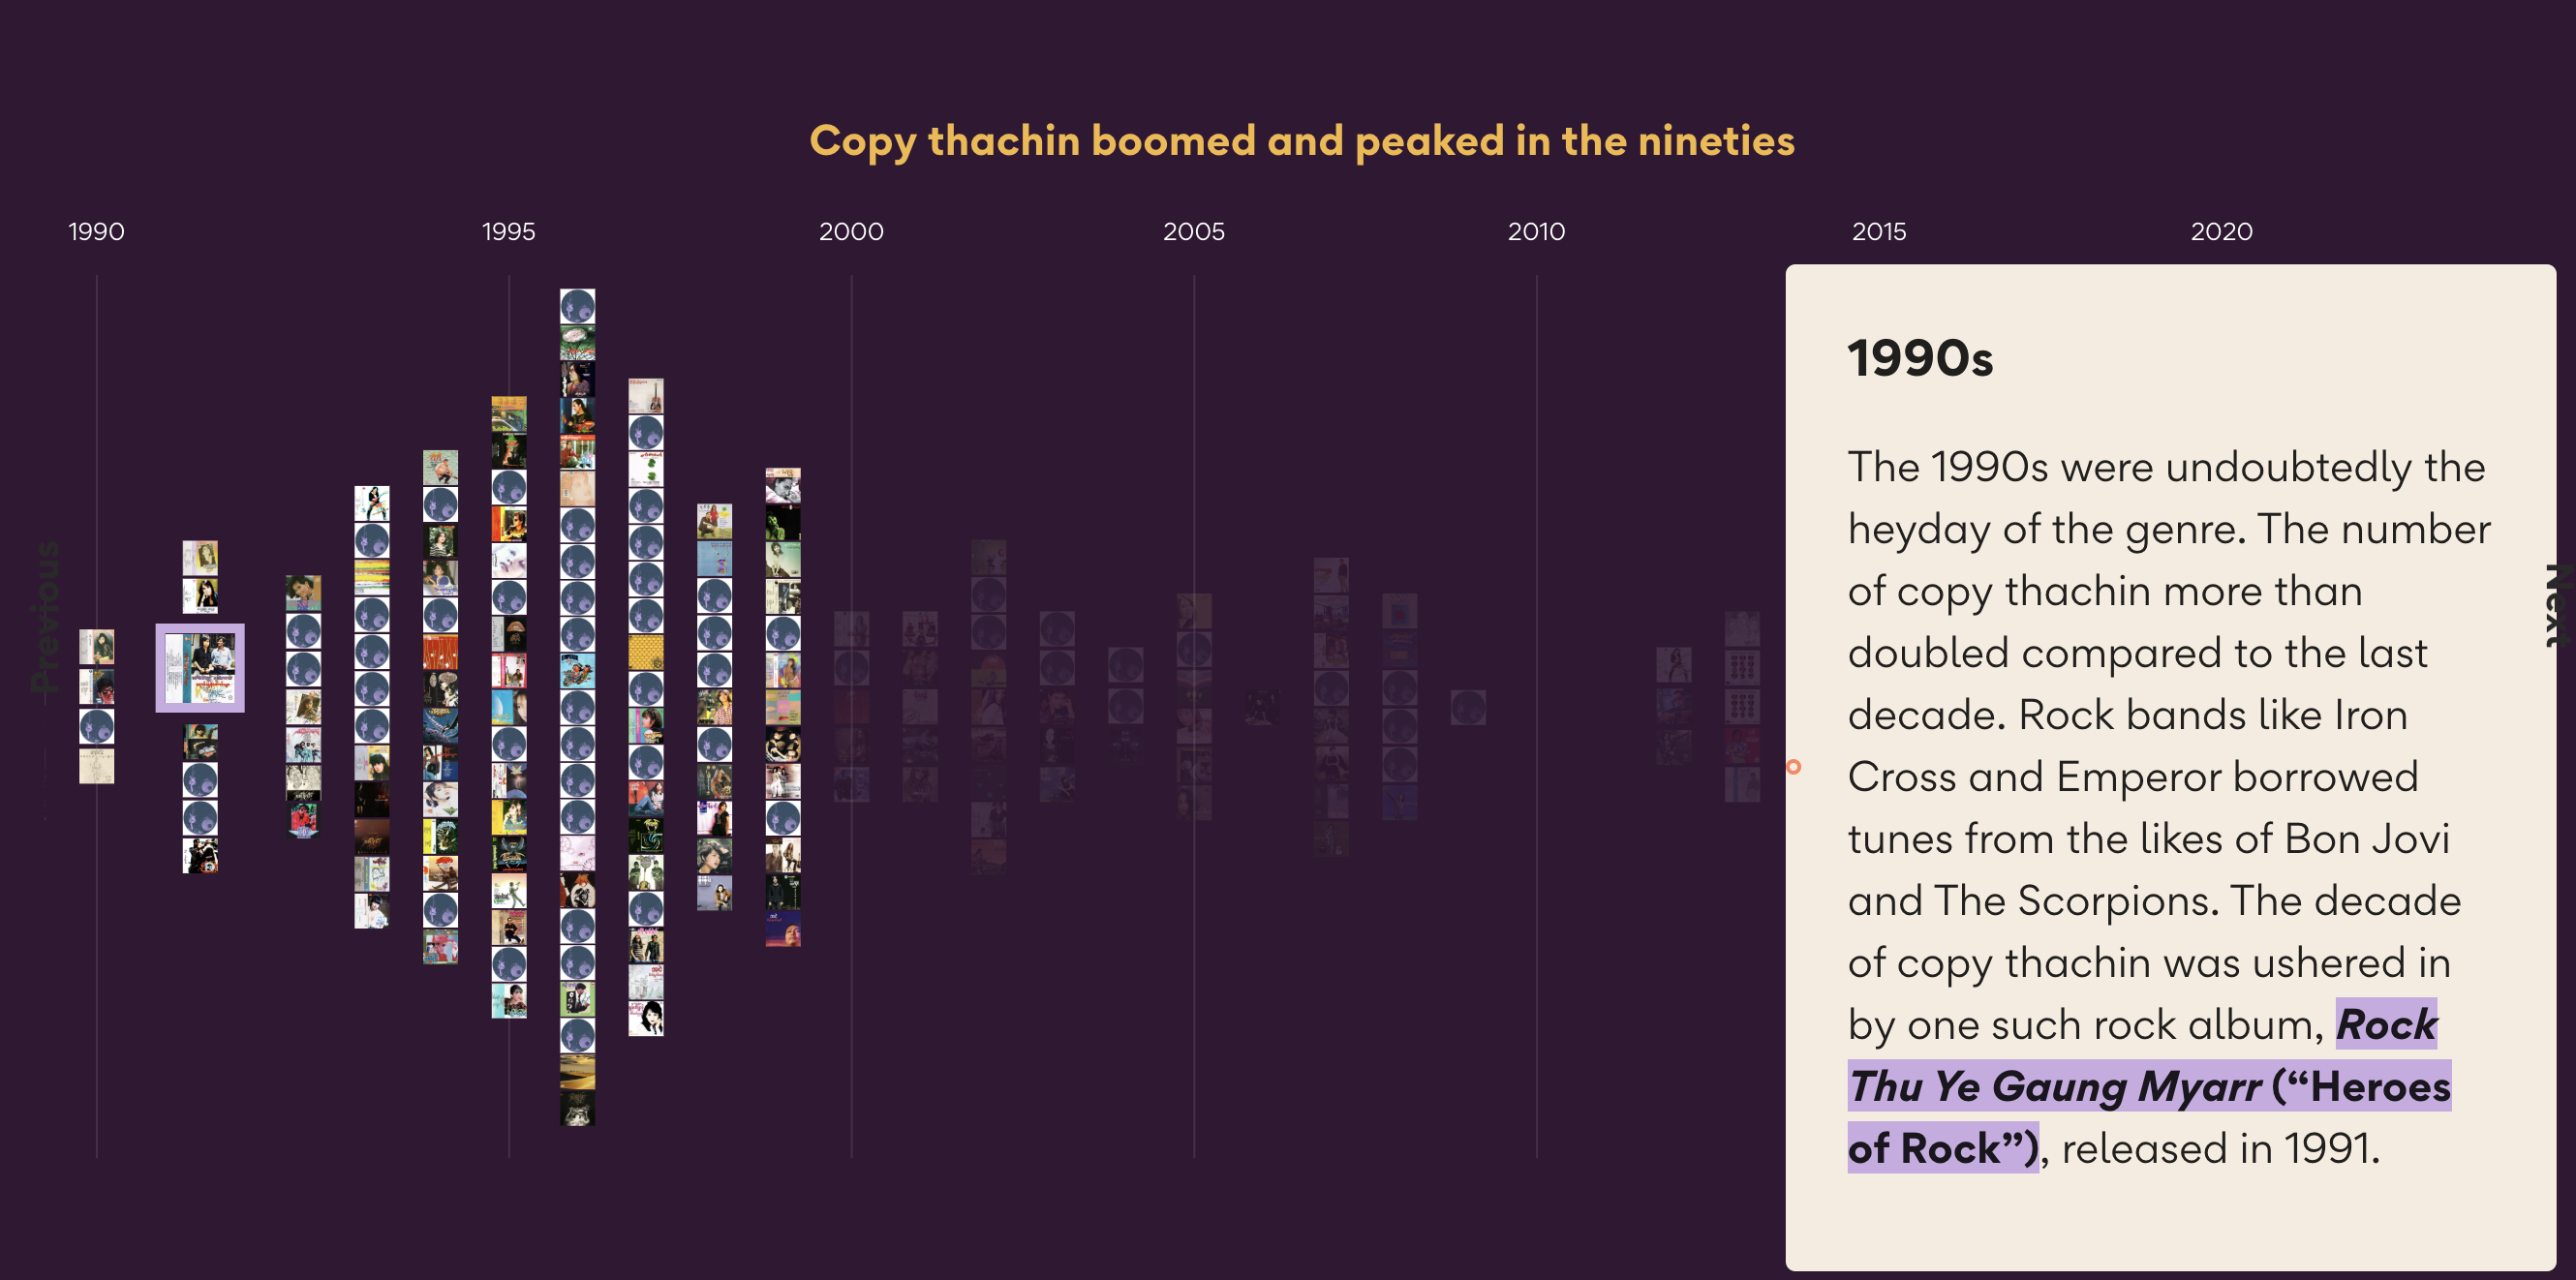 Copy thachin boomed and peaked in the nineties
1990
1995
2000
2005
2010
2015
2020
Previous
Next
1990s
The 1990s were undoubtedly the
heyday of the genre. The number
of copy thachin more than
doubled compared to the last
decade. Rock bands like Iron
Cross and Emperor borrowed
tunes from the likes of Bon Jovi
and The Scorpions. The decade
of copy thachin was ushered in
by one such rock album, Rock
Thu Ye Gaung Myarr (“Heroes
of Rock”), released in 1991.